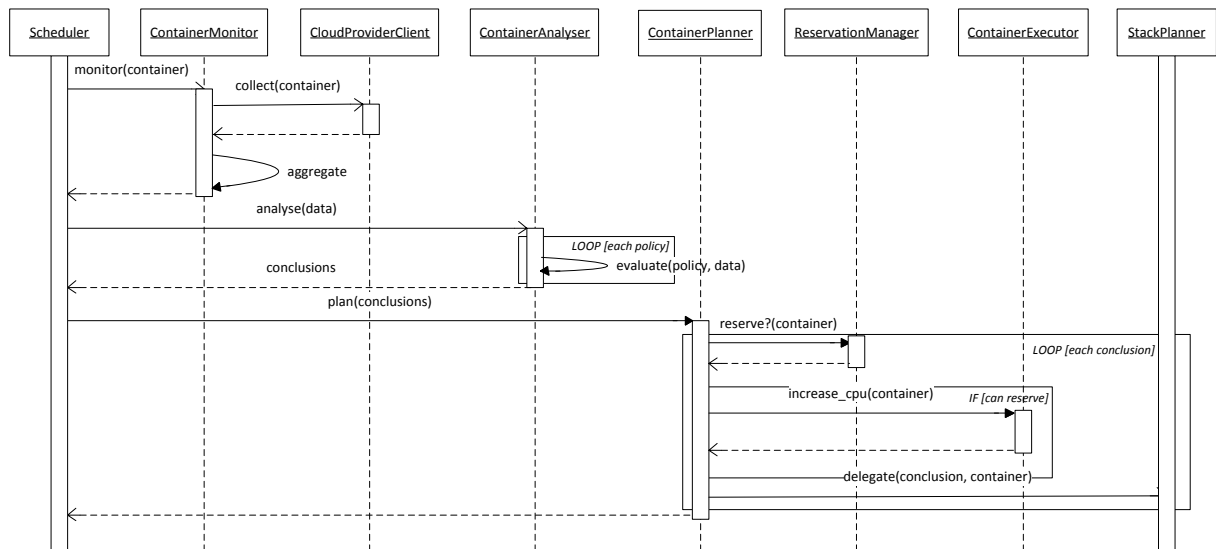 Scheduler
ContainerMonitor
CloudProviderClient
ContainerAnalyser
ContainerPlanner
ReservationManager
ContainerExecutor
StackPlanner
monitor(container)
collect(container)
aggregate
analyse(data)
LOOP [each policy]
evaluate(policy, data)
conclusions
plan(conclusions)
reserve?(container)
LOOP [each conclusion]
increase_cpu(container)
IF [can reserve]
delegate(conclusion, container)